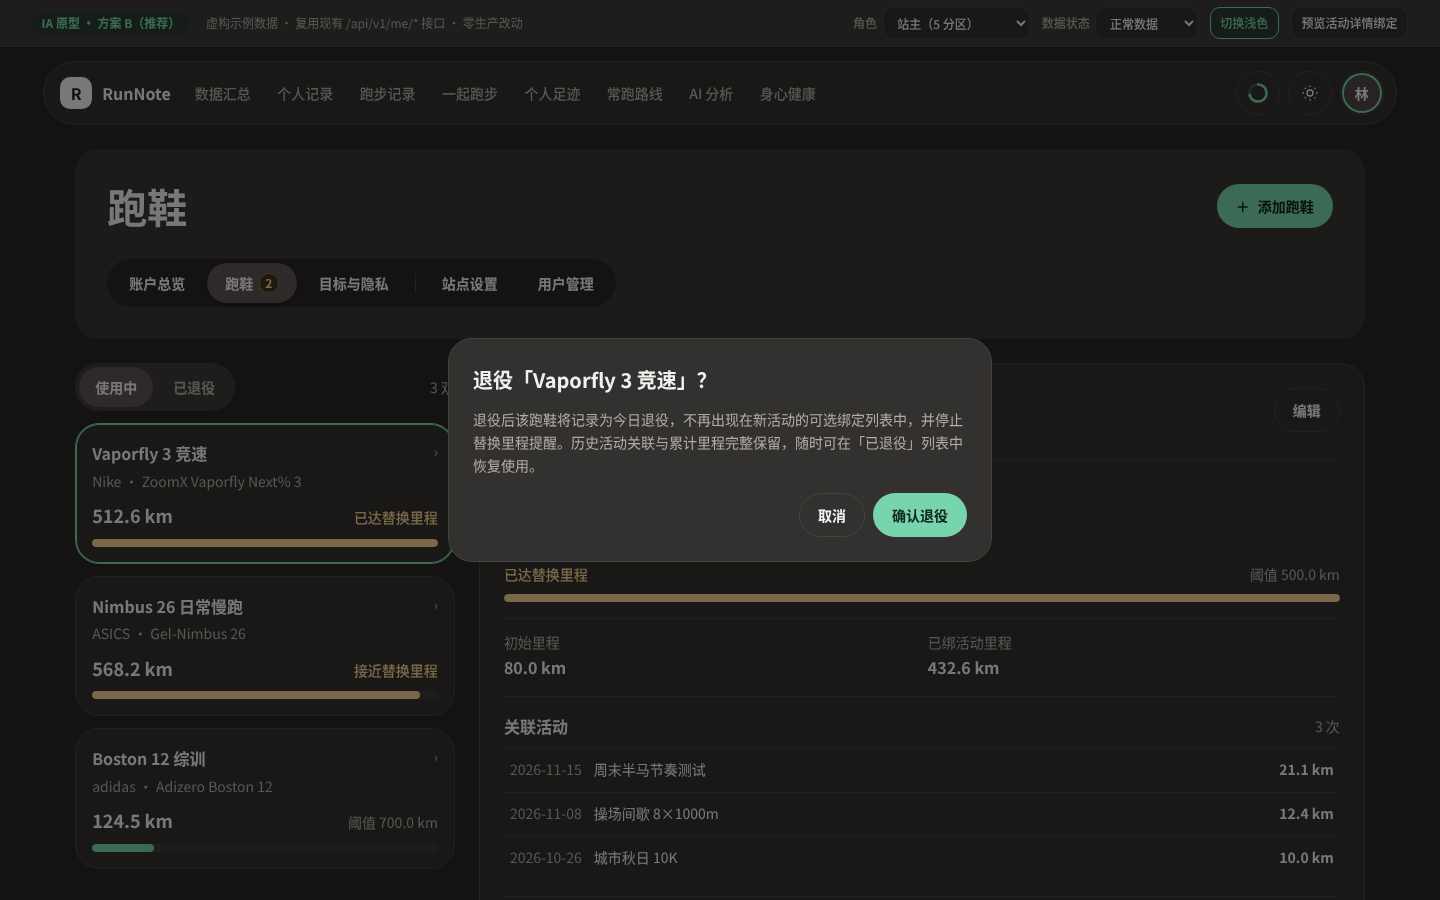 IA 原型 · 方案 B（推荐） 虚构示例数据 · 复用现有 /api/v1/me/* 接口 · 零生产改动 角色 站主（5 分区） 数据状态 正常数据 切换浅色 预览活动详情绑定
R RunNote 数据汇总 个人记录 跑步记录 一起跑步 个人足迹 常跑路线 AI 分析 身心健康 林
跑鞋
+ 添加跑鞋
账户总览 跑鞋 2 目标与隐私 站点设置 用户管理
使用中 已退役 3
编辑
退役「Vaporfly 3 竞速」？
退役后该跑鞋将记录为今日退役，不再出现在新活动的可选绑定列表中，并停止
替换里程提醒。历史活动关联与累计里程完整保留，随时可在「已退役」列表中
恢复使用。
取消 确认退役
Vaporfly 3 竞速 ›
Nike · ZoomX Vaporfly Next% 3
512.6 km 已达替换里程
Nimbus 26 日常慢跑 ›
ASICS · Gel-Nimbus 26
568.2 km 接近替换里程
Boston 12 综训 ›
adidas · Adizero Boston 12
124.5 km 阈值 700.0 km
已达替换里程 阈值 500.0 km
初始里程 已绑活动里程
80.0 km 432.6 km
关联活动 3 次
2026-11-15 周末半马节奏测试 21.1 km
2026-11-08 操场间歇 8×1000m 12.4 km
2026-10-26 城市秋日 10K 10.0 km